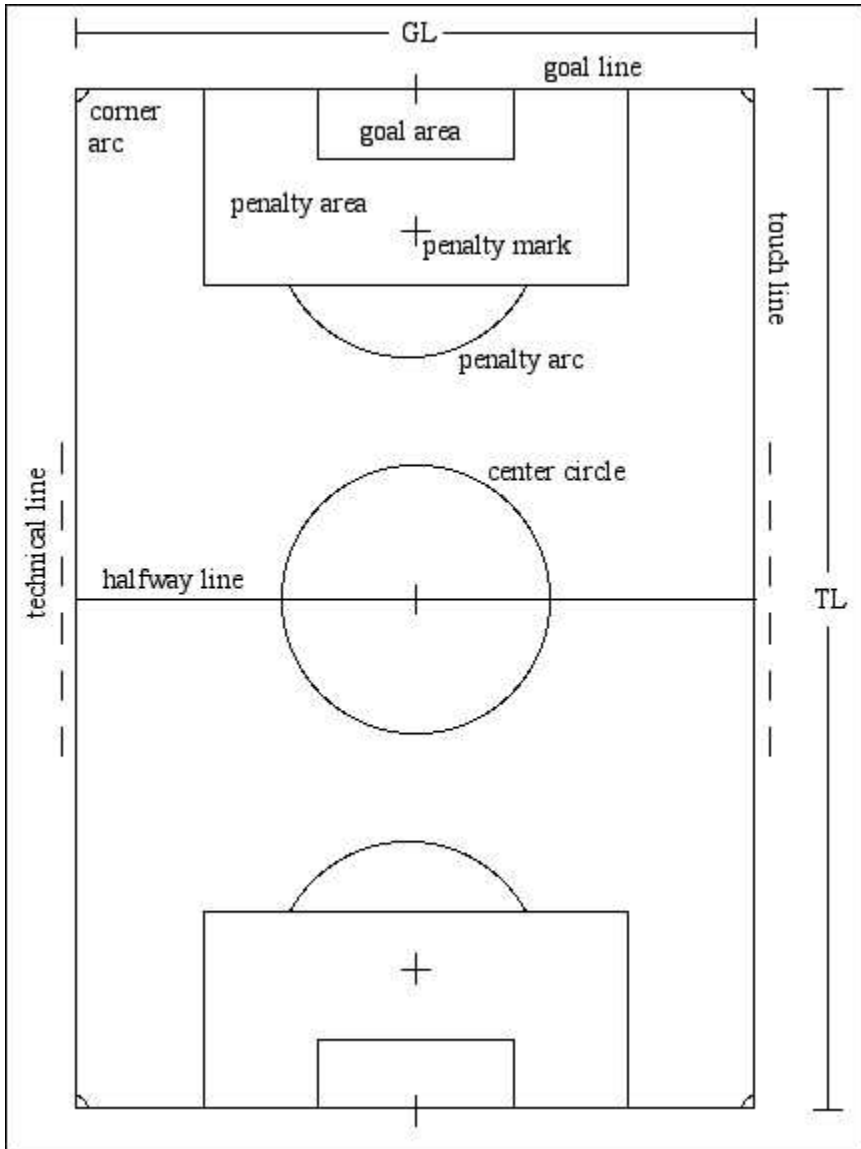 GL
goal line
corner
arc
goal area
penalty area
penalty mark
touch line
penalty arc
center circle
technical line
halfway line
TL